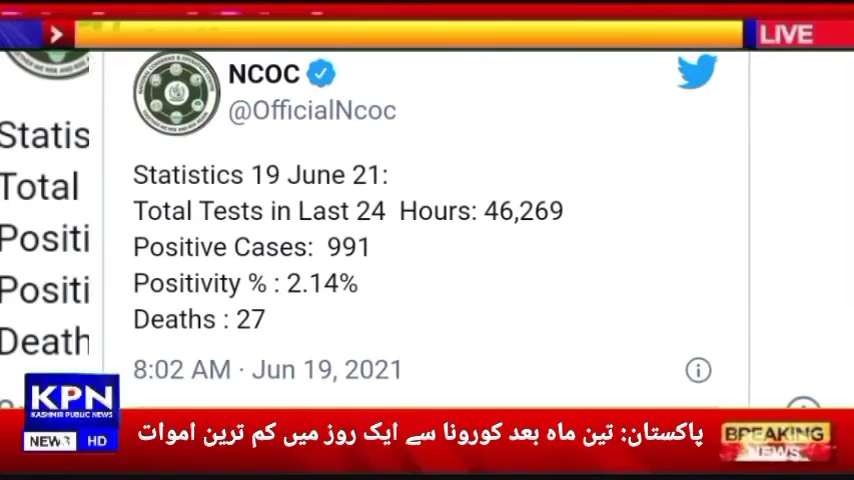 LIVE
NCOC
@OfficialNcoc
Statistics 19 June 21:
Total Tests in Last 24 Hours: 46,269
Positive Cases: 991
Positivity % : 2.14%
Deaths : 27
8:02 AM · Jun 19, 2021
Statis
Total
Positi
Positi
Death
KPN
KASHMIR PUBLIC NEWS
NEWS HD
پاکستان: تین ماہ بعد کورونا سے ایک روز میں کم ترین اموات
BREAKING
NEWS